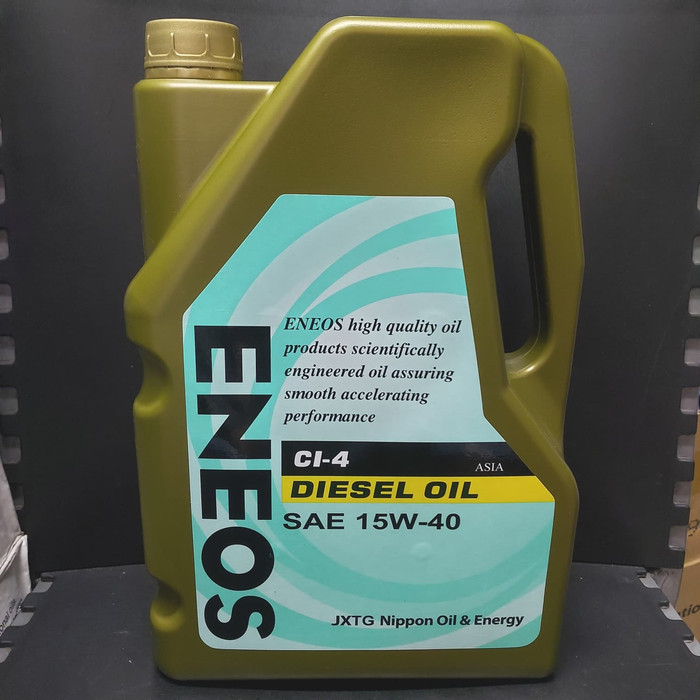 ENEOS
ENEOS high quality oil
products scientifically
engineered oil assuring
smooth accelerating
performance
CI-4
ASIA
DIESEL OIL
SAE 15W-40
JXTG Nippon Oil & Energy